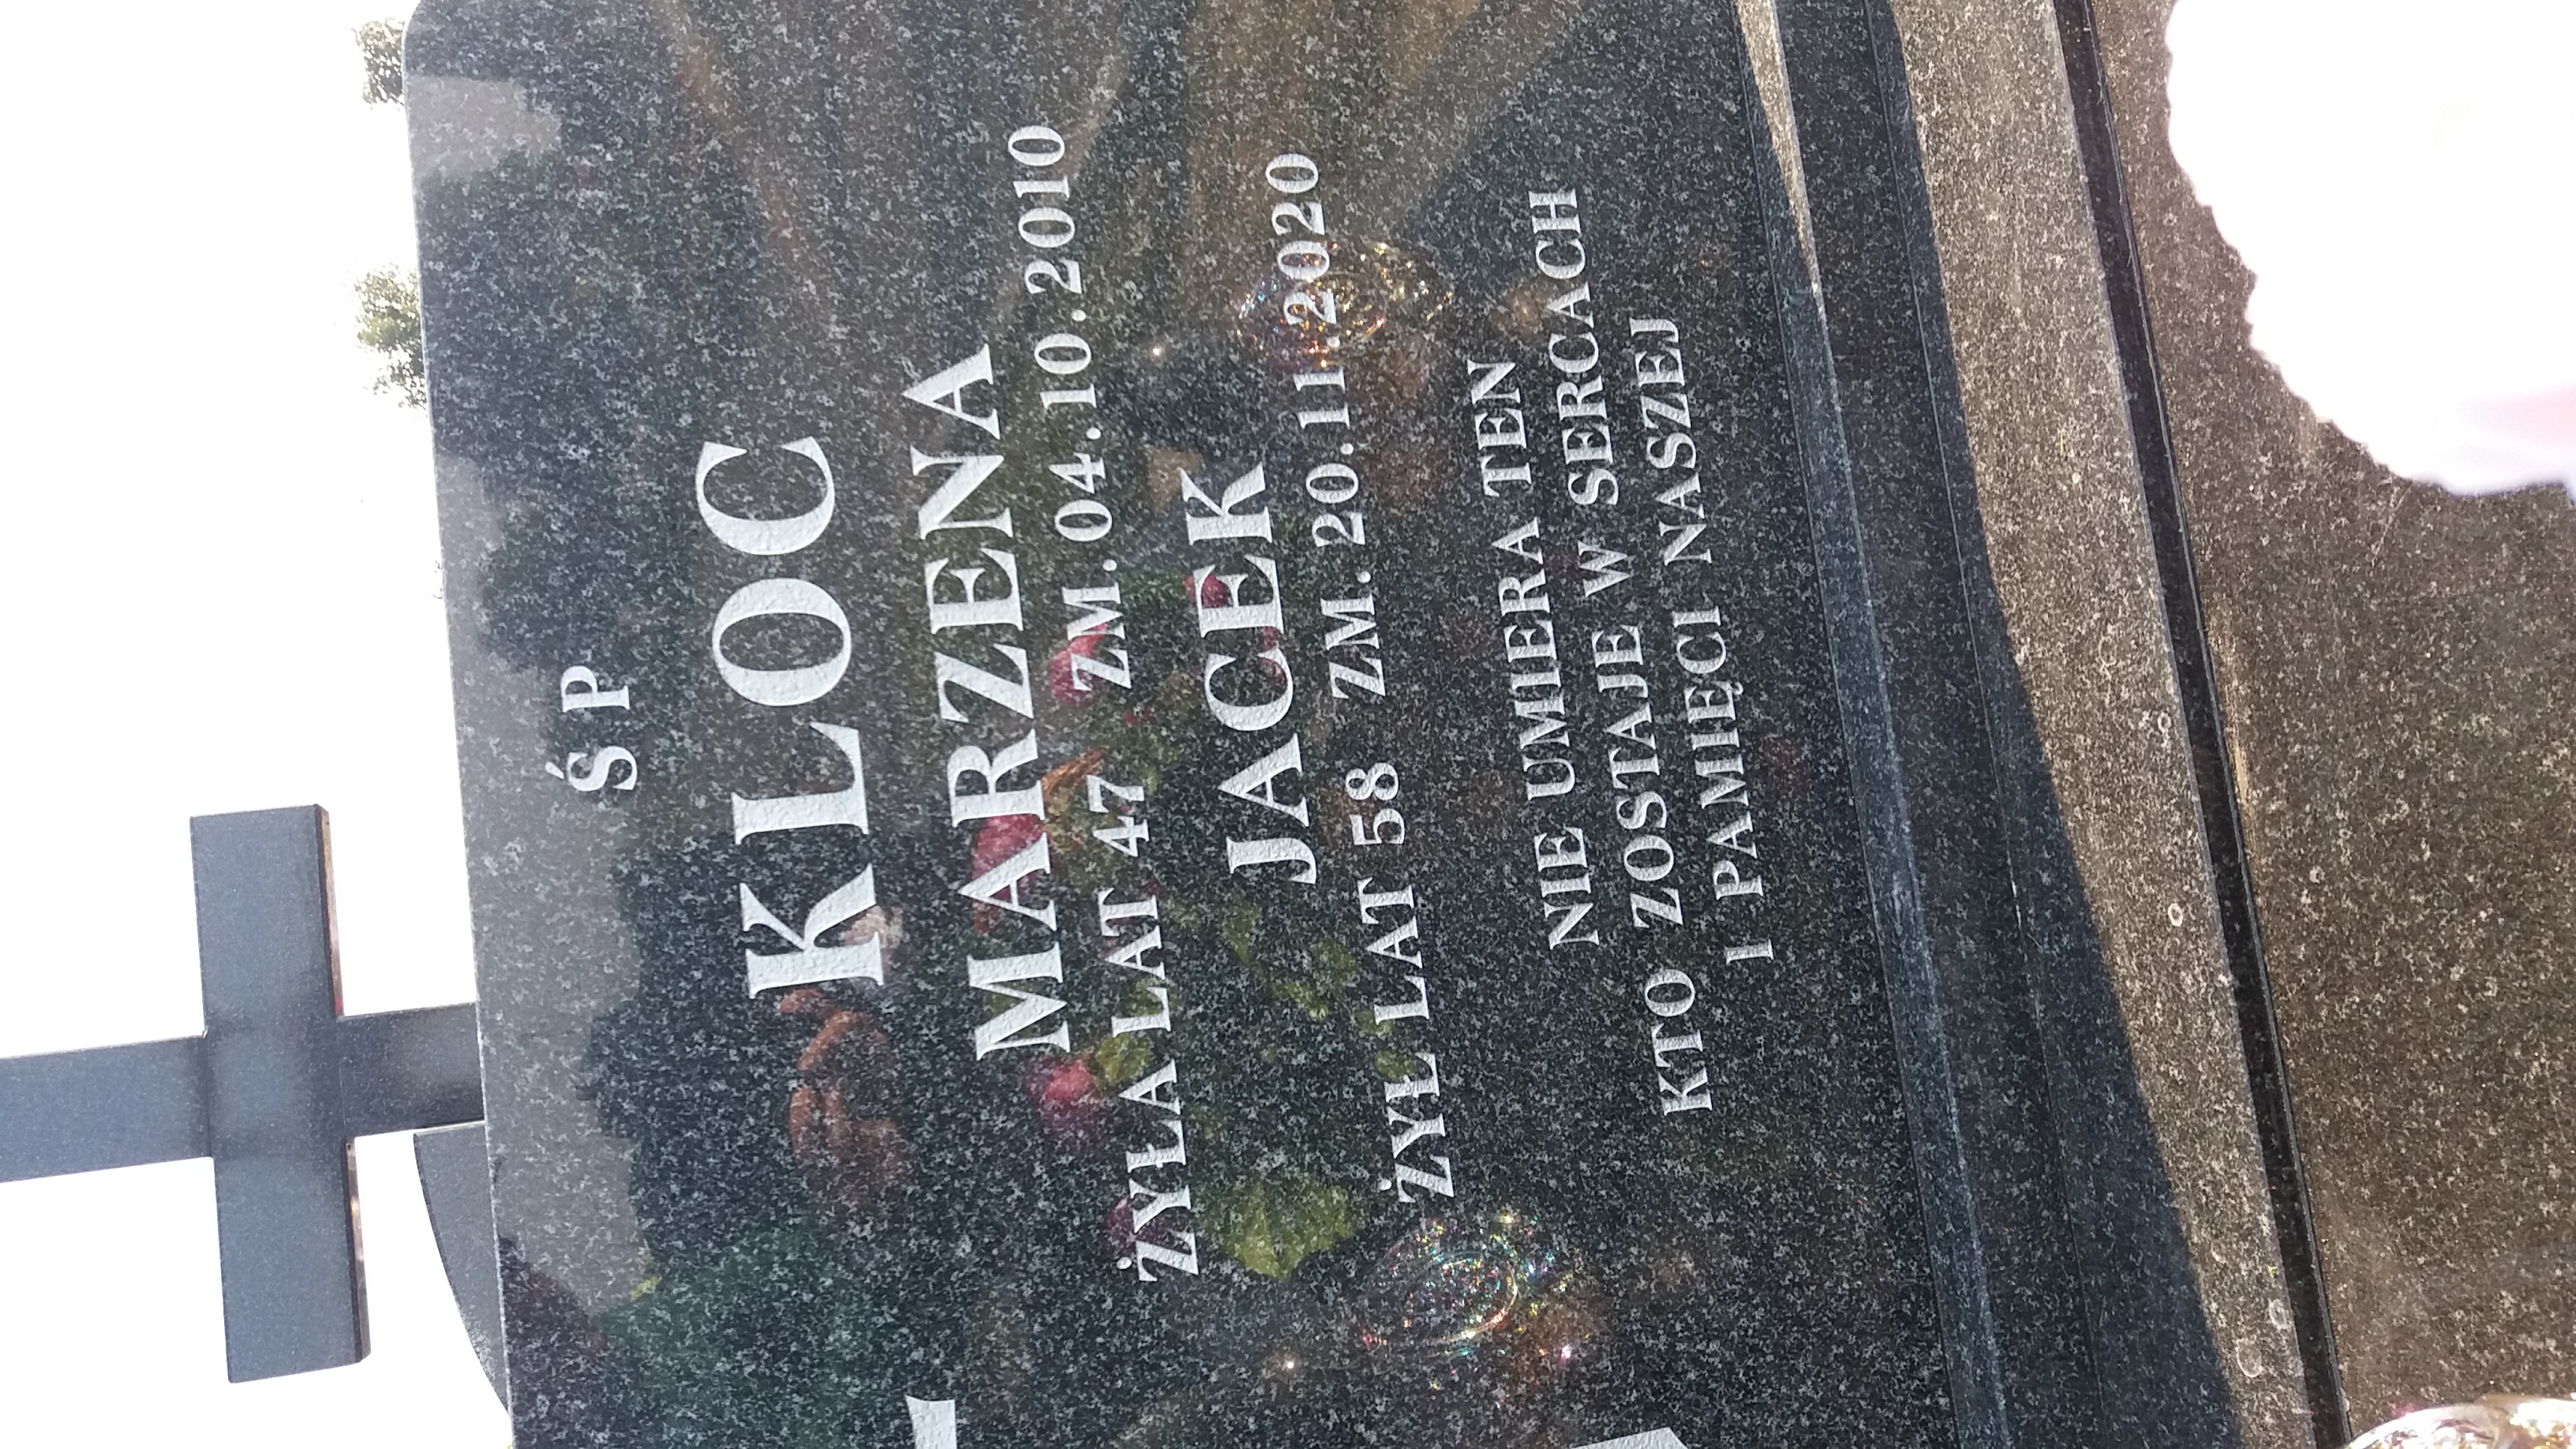 ŚP
KLOC
MARZENA
ŻYŁA LAT 47 ZM. 04.10.2010
JACEK
ŻYŁ LAT 58 ZM. 20.11.2020
NIE UMIERA TEN
KTO ZOSTAJE W SERCACH
I PAMIĘCI NASZEJ